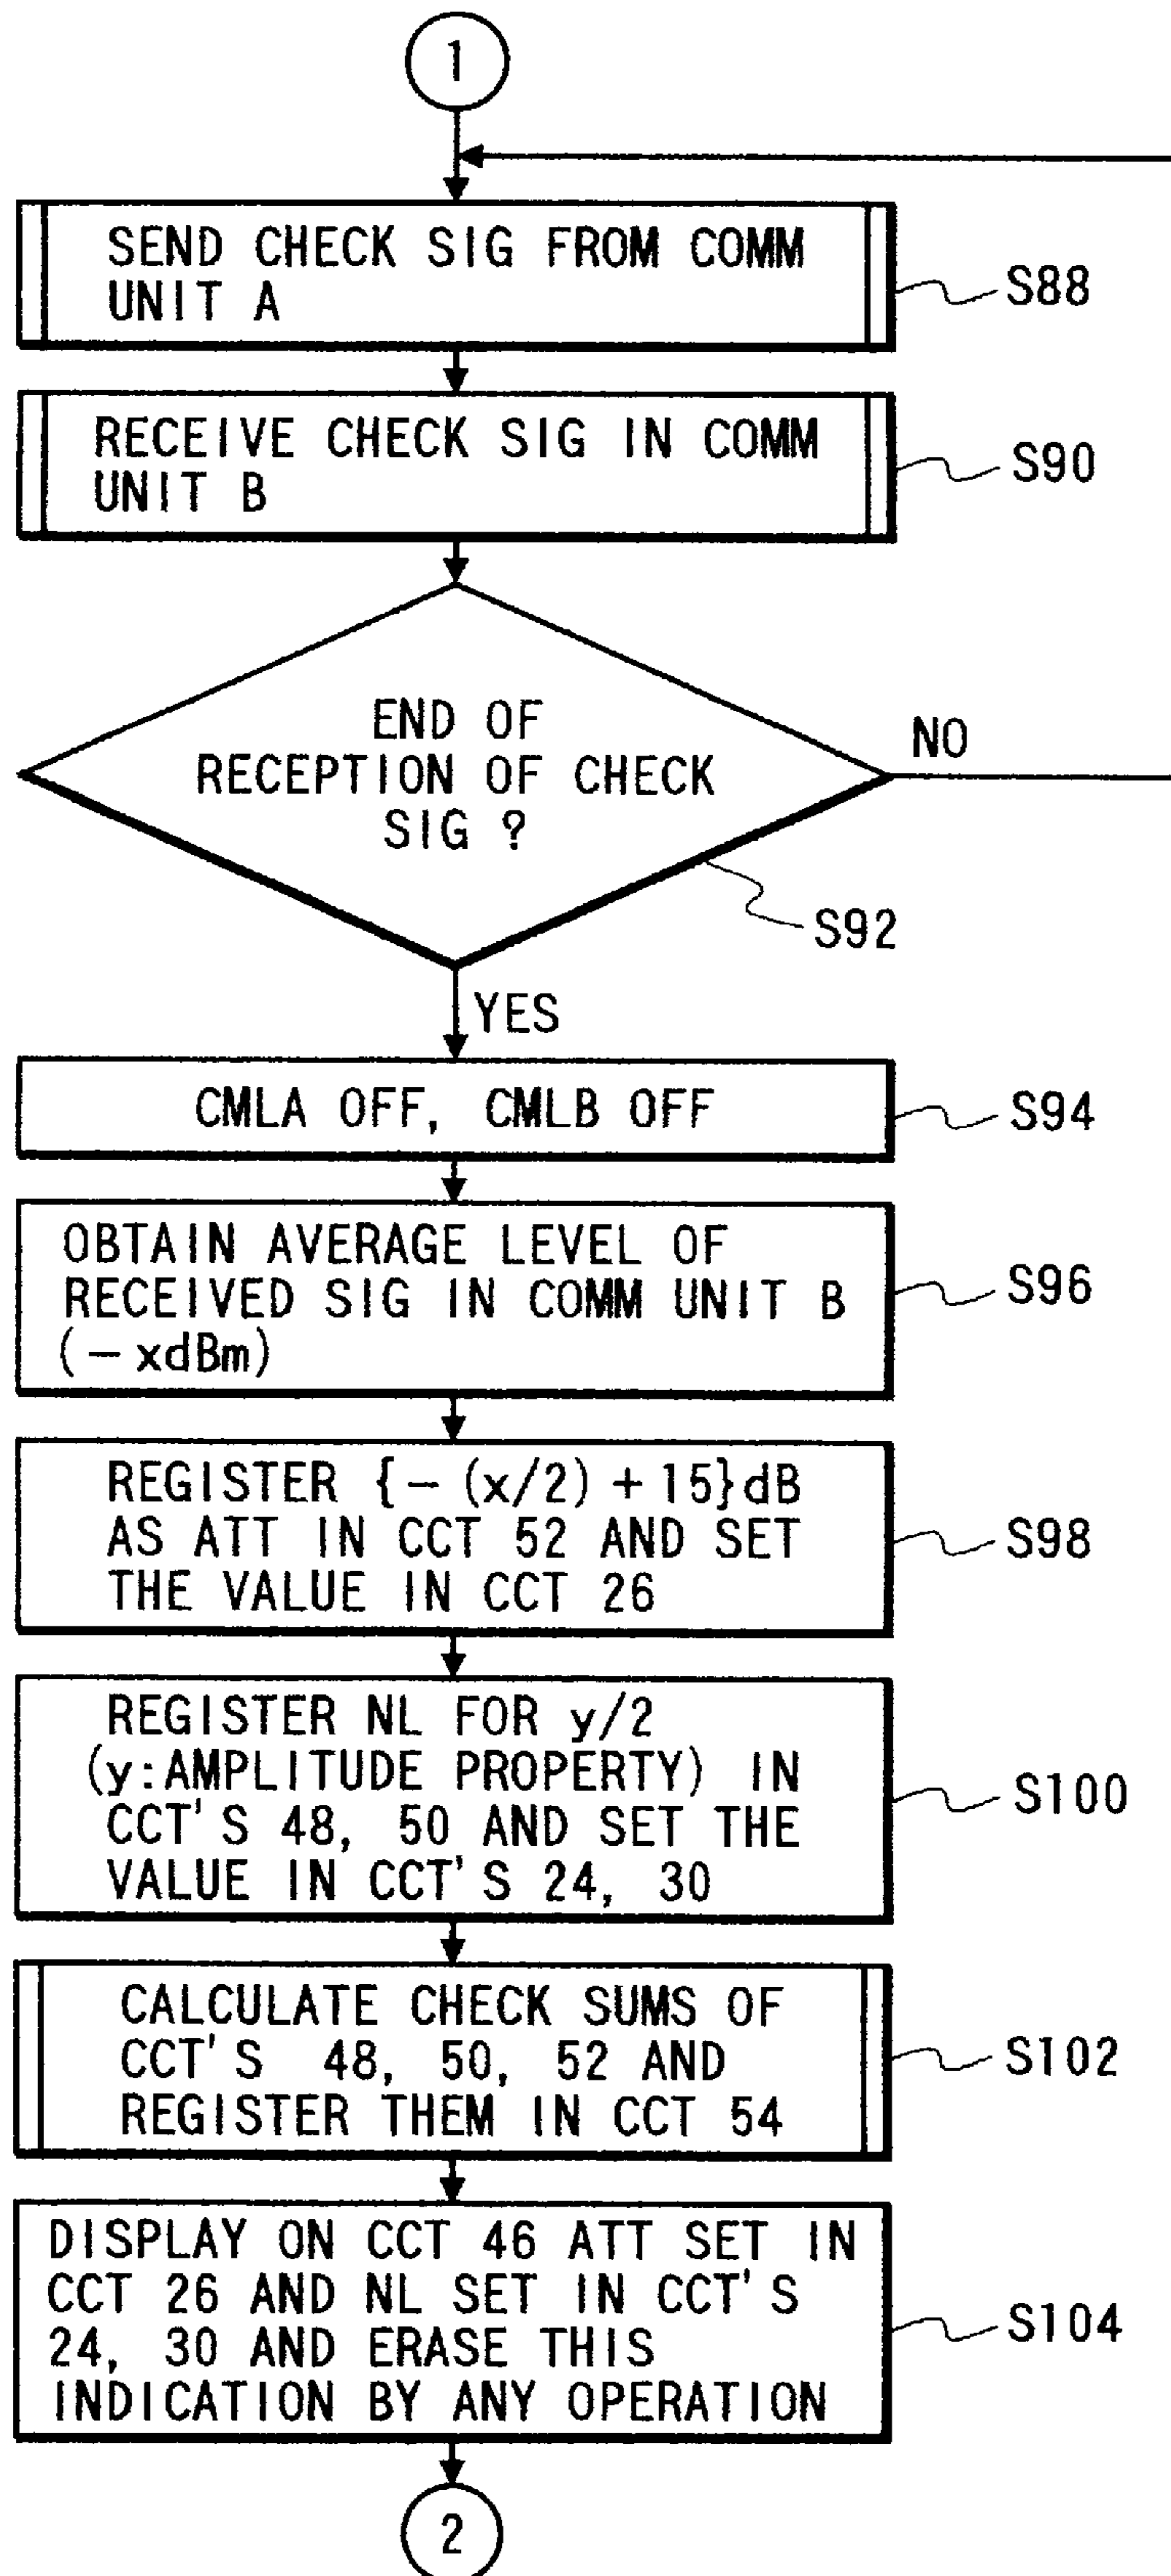 1
SEND CHECK SIG FROM COMM
UNIT A
S88
RECEIVE CHECK SIG IN COMM
UNIT B
S90
END OF
RECEPTION OF CHECK
SIG ?
NO
S92
YES
CMLA OFF, CMLB OFF
S94
OBTAIN AVERAGE LEVEL OF
RECEIVED SIG IN COMM UNIT B
(-xdBm)
S96
REGISTER {-(x/2)+15}dB
AS ATT IN CCT 52 AND SET
THE VALUE IN CCT 26
S98
REGISTER NL FOR y/2
(y:AMPLITUDE PROPERTY) IN
CCT'S 48, 50 AND SET THE
VALUE IN CCT'S 24, 30
S100
CALCULATE CHECK SUMS OF
CCT'S 48, 50, 52 AND
REGISTER THEM IN CCT 54
S102
DISPLAY ON CCT 46 ATT SET IN
CCT 26 AND NL SET IN CCT'S
24, 30 AND ERASE THIS
INDICATION BY ANY OPERATION
S104
2